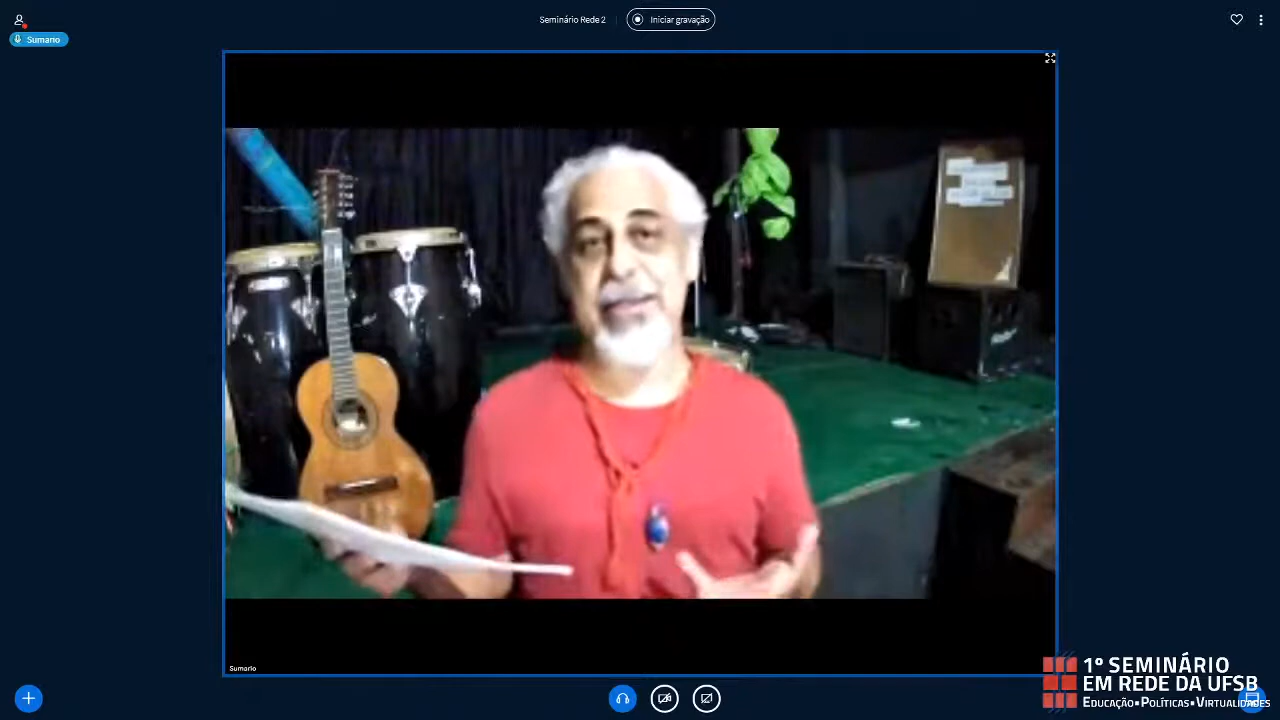 Seminário Rede 2
Iniciar gravação
Sumario
Sumario
1º SEMINÁRIO
EM REDE DA UFSB
EDUCAÇÃO▪POLÍTICAS▪VIRTUALIDADES